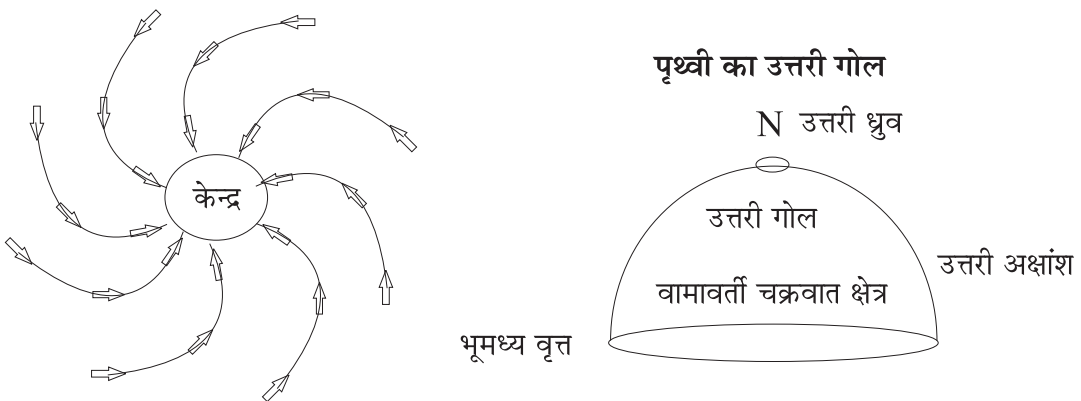 केन्द्र
पृथ्वी का उत्तरी गोल
N उत्तरी ध्रुव
उत्तरी गोल
उत्तरी अक्षांश
वामावर्ती चक्रवात क्षेत्र
भूमध्य वृत्त